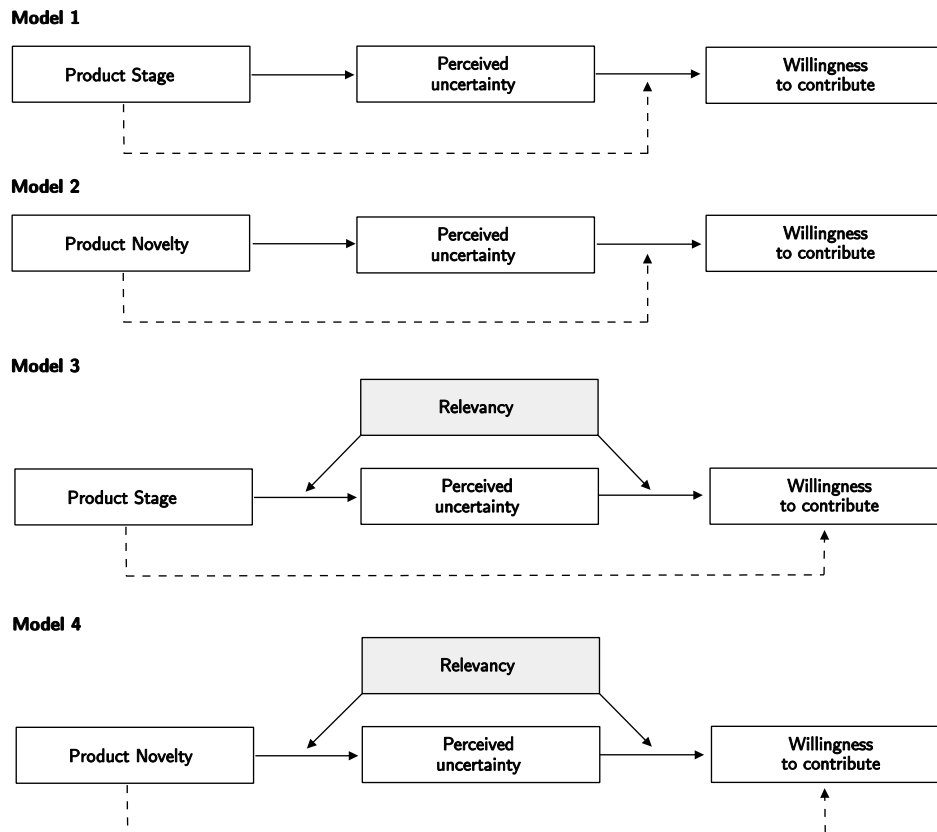 Model 1
Product Stage
Perceived
uncertainty
Willingness
to contribute
Model 2
Product Novelty
Perceived
uncertainty
Willingness
to contribute
Model 3
Relevancy
Product Stage
Perceived
uncertainty
Willingness
to contribute
Model 4
Relevancy
Product Novelty
Perceived
uncertainty
Willingness
to contribute